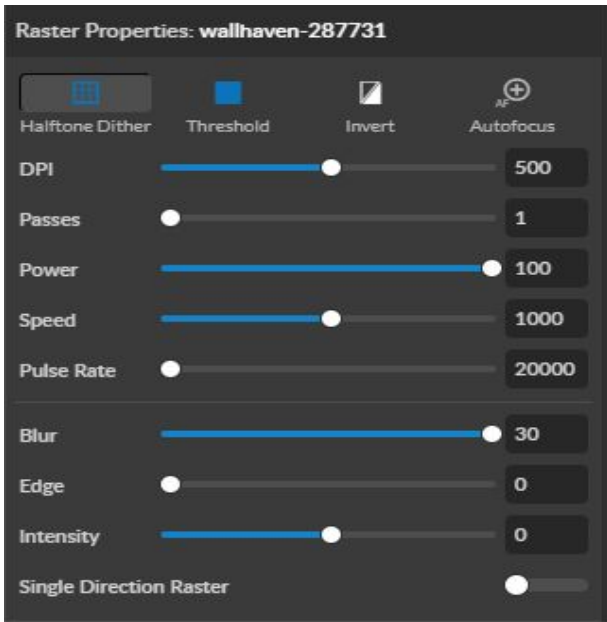 Raster Properties: wallhaven-287731
AF
Halftone Dither Threshold Invert Autofocus
DPI 500
Passes 1
Power 100
Speed 1000
Pulse Rate 20000
Blur 30
Edge 0
Intensity 0
Single Direction Raster